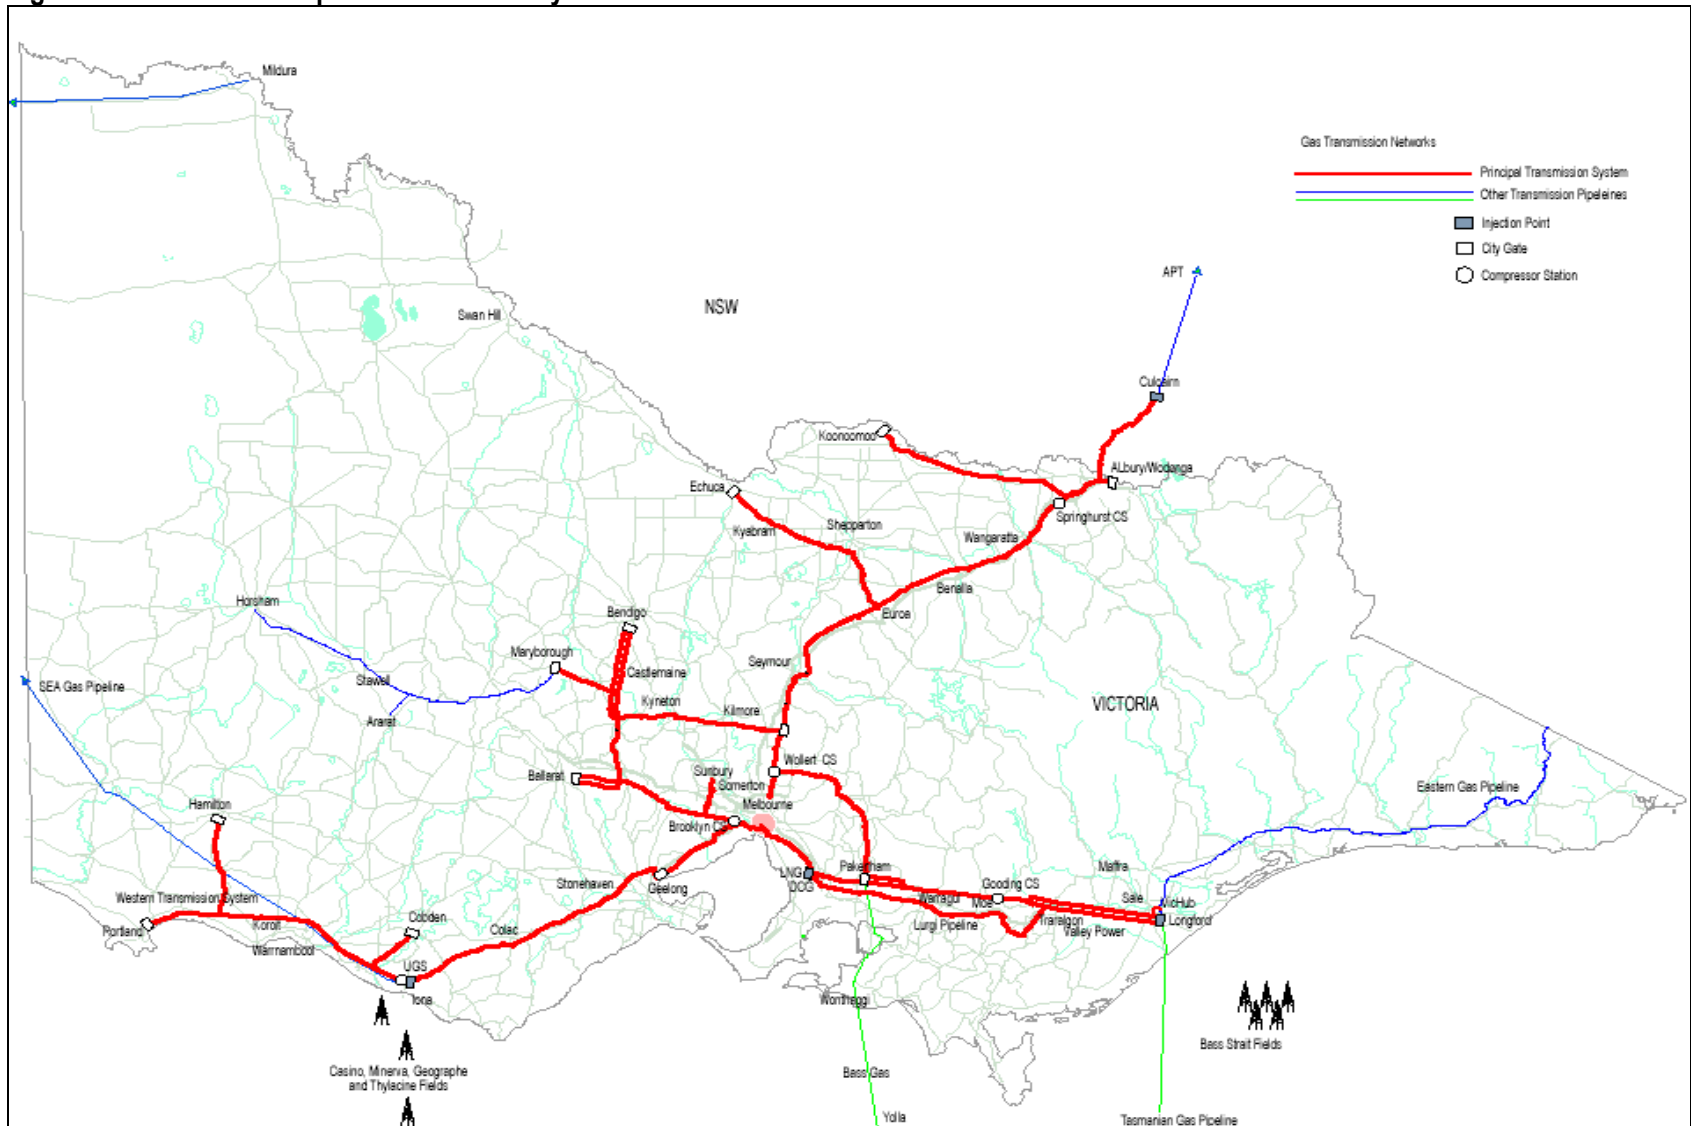 Mildura
Gas Transmission Networks
Principal Transmission System
Other Transmission Pipeleines
Injection Point
City Gate
Compressor Station
APT
NSW
Swan Hill
Culcairn
Koonoomoo
ALbury/Wodonga
Echuca
Springhurst CS
Shepparton
Kyabram
Wangaratta
Benalla
Horsham
Bendigo
Euroa
Maryborough
Seymour
Castlemaine
Stawell
SEA Gas Pipeline
Kyneton
VICTORIA
Kilmore
Ararat
Wollert CS
Sunbury
Ballarat
Somerton
Eastern Gas Pipeline
Hamilton
Melbourne
Brooklyn CS
Pakenham
Maffra
LNG
Stonehaven
Geelong
DOG
Gooding CS
Western Transmission System
Warragul
Moe
Sale
VicHub
Cobden
Traralgon
Longford
Koroit
Portland
Colac
Lurgi Pipeline
Valley Power
Warrnambool
UGS
Iona
Wonthaggi
Bass Strait Fields
Casino, Minerva, Geographe
and Thylacine Fields
Bass Gas
Yolla
Tasmanian Gas Pipeline